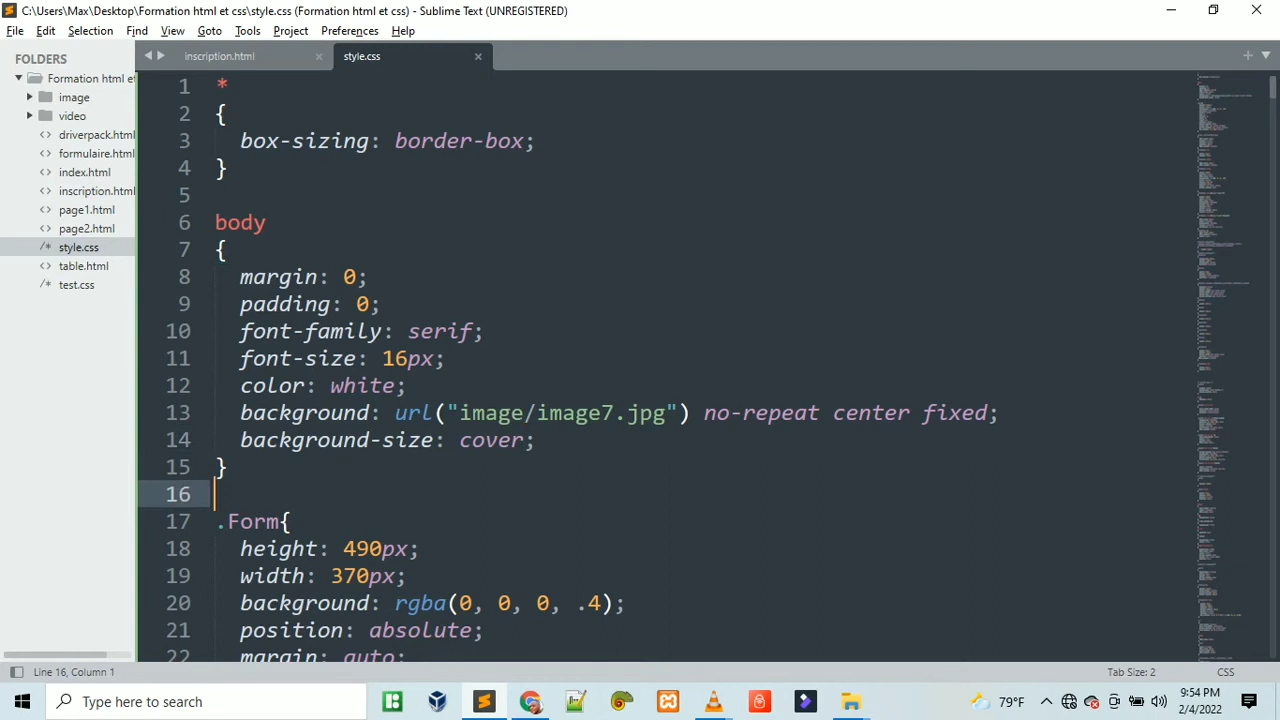 C:\Users\Max\Desktop\Formation html et css\style.css (Formation html et css) - Sublime Text (UNREGISTERED)
File Edit Selection Find View Goto Tools Project Preferences Help
FOLDERS
Formation html et
image
video
driverpack.html
formulaire.html
index.html
inscription.html
page1.html
page2.html
style.css
table.html
test.css
inscription.html
style.css
1 *
2 {
3 box-sizing: border-box;
4 }
5
6 body
7 {
8 margin: 0;
9 padding: 0;
10 font-family: serif;
11 font-size: 16px;
12 color: white;
13 background: url("image/image7.jpg") no-repeat center fixed;
14 background-size: cover;
15 }
16
17 .Form{
18 height: 490px;
19 width: 370px;
20 background: rgba(0, 0, 0, .4);
21 position: absolute;
22 margin: auto;
Line 16, Column 1
Tab Size: 2
CSS
Type here to search
79°F
9:54 PM
2/4/2022